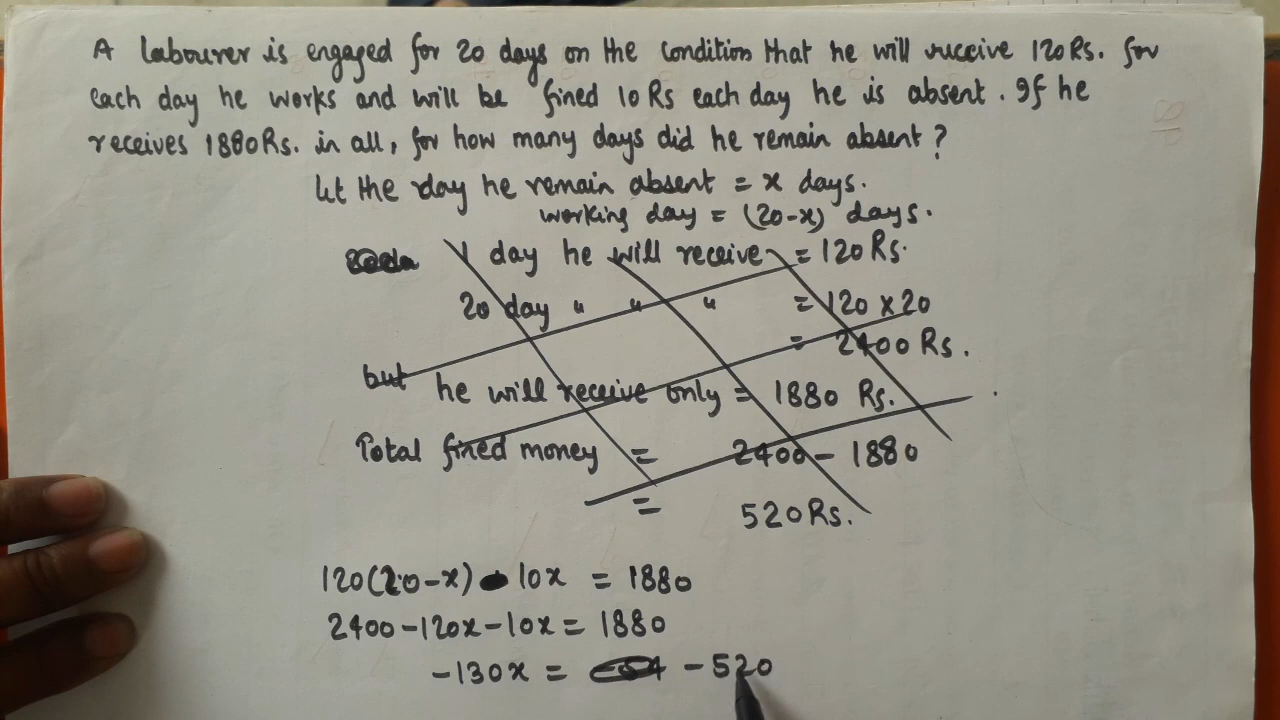 A labourer is engaged for 20 days on the condition that he will receive 120 Rs. for
each day he works and will be fined 10 Rs each day he is absent. If he
receives 1880 Rs. in all, for how many days did he remain absent?
let the day he remain absent = x days.
working day = (20-x) days.
1 day he will receive = 120 Rs.
20 day " " " = 120 x 20
= 2400 Rs.
but he will receive only = 1880 Rs.
Total fined money = 2400 - 1880
= 520 Rs.
120(20-x) - 10x = 1880
2400-120x-10x = 1880
-130x = -520